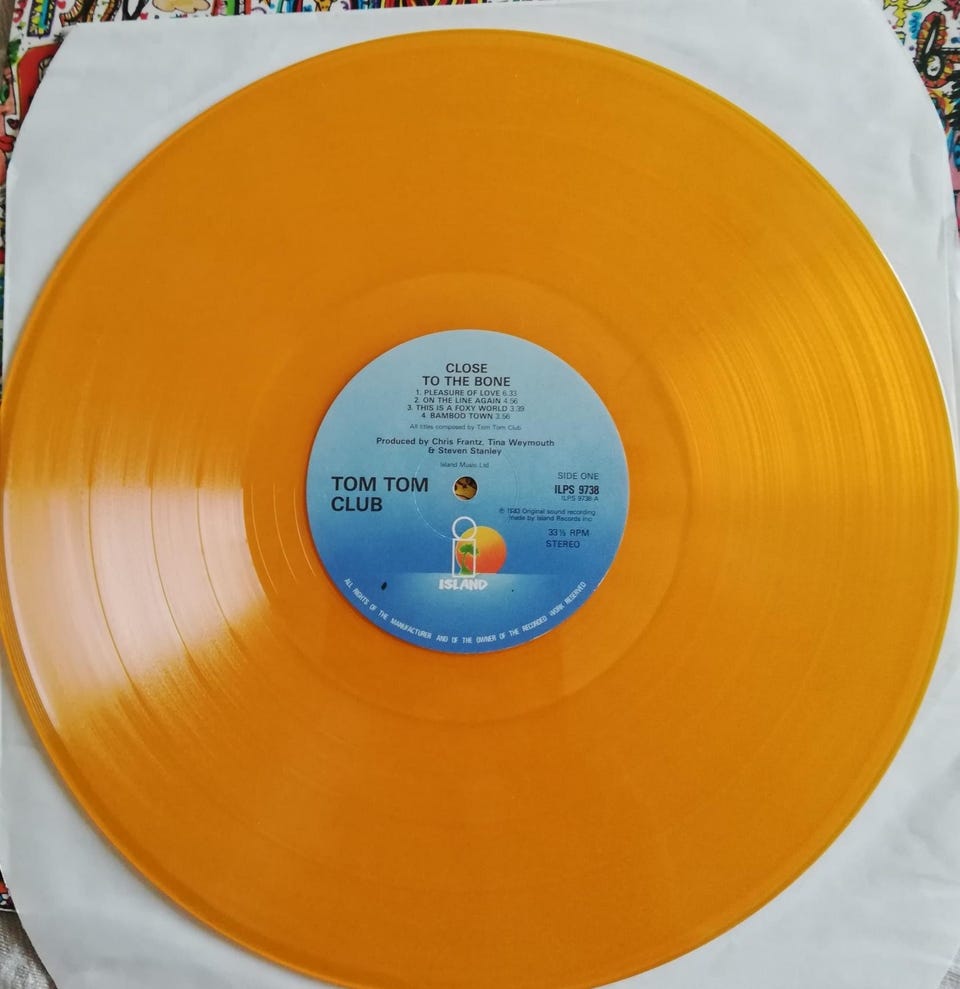 CLOSE
TO THE BONE
1. PLEASURE OF LOVE 6.33
2. ON THE LINE AGAIN 4.56
3. THIS IS A FOXY WORLD 3.39
4. BAMBOO TOWN 3.56
All titles composed by Tom Tom Club
Produced by Chris Frantz, Tina Weymouth
& Steven Stanley
Island Music Ltd
TOM TOM
CLUB
SIDE ONE
ILPS 9738
ILPS 9738 A
℗ 1983 Original sound recording
made by Island Records Inc
33⅓ RPM
STEREO
ISLAND
ALL RIGHTS OF THE MANUFACTURER AND OF THE OWNER OF THE RECORDED WORK RESERVED